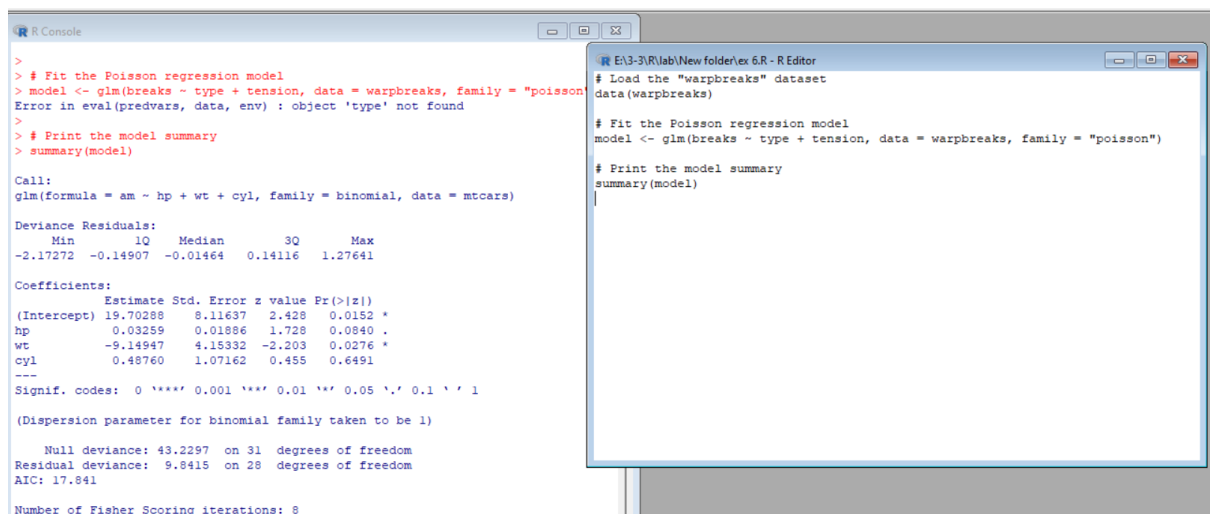 R Console
>
> # Fit the Poisson regression model
> model <- glm(breaks ~ type + tension, data = warpbreaks, family = "poisson"
Error in eval(predvars, data, env) : object 'type' not found
>
> # Print the model summary
> summary(model)
Call:
glm(formula = am ~ hp + wt + cyl, family = binomial, data = mtcars)
Deviance Residuals:
     Min       1Q   Median       3Q      Max
-2.17272 -0.14907 -0.01464  0.14116  1.27641
Coefficients:
            Estimate Std. Error z value Pr(>|z|)
(Intercept) 19.70288    8.11637   2.428   0.0152 *
hp           0.03259    0.01886   1.728   0.0840 .
wt          -9.14947    4.15332  -2.203   0.0276 *
cyl          0.48760    1.07162   0.455   0.6491
---
Signif. codes:  0 '***' 0.001 '**' 0.01 '*' 0.05 '.' 0.1 ' ' 1
(Dispersion parameter for binomial family taken to be 1)
    Null deviance: 43.2297  on 31  degrees of freedom
Residual deviance:  9.8415  on 28  degrees of freedom
AIC: 17.841
Number of Fisher Scoring iterations: 8
E:\3-3\R\lab\New folder\ex 6.R - R Editor
# Load the "warpbreaks" dataset
data(warpbreaks)
# Fit the Poisson regression model
model <- glm(breaks ~ type + tension, data = warpbreaks, family = "poisson")
# Print the model summary
summary(model)